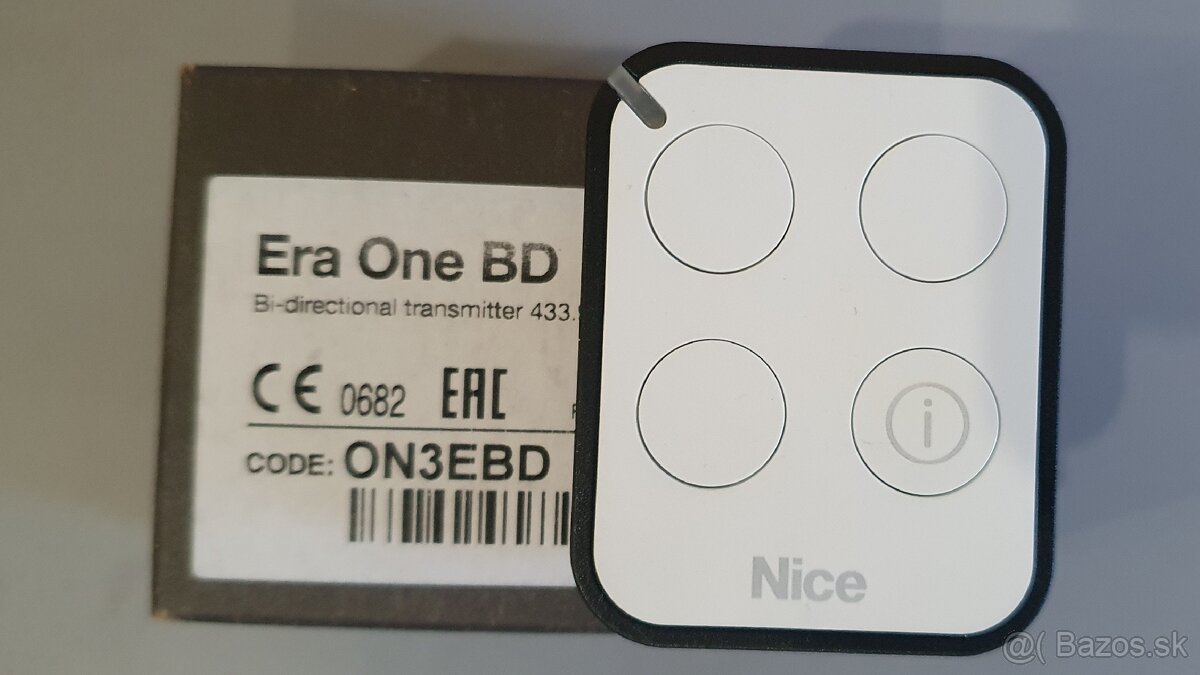 Era One BD
Bi-directional transmitter 433.
CE 0682 EAC
CODE: ON3EBD
i
Nice
@( Bazos.sk